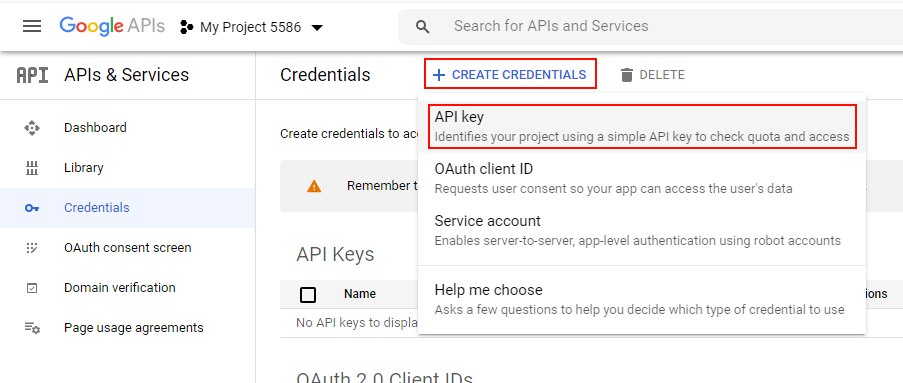 Google APIs
My Project 5586
Search for APIs and Services
API
APIs & Services
Credentials
+ CREATE CREDENTIALS
DELETE
Dashboard
Library
Credentials
OAuth consent screen
Domain verification
Page usage agreements
Create credentials to
Remember
API key
Identifies your project using a simple API key to check quota and access
OAuth client ID
Requests user consent so your app can access the user's data
Service account
Enables server-to-server, app-level authentication using robot accounts
Help me choose
Asks a few questions to help you decide which type of credential to use
API Keys
Name
No API keys to
OAuth 2.0 Client IDs